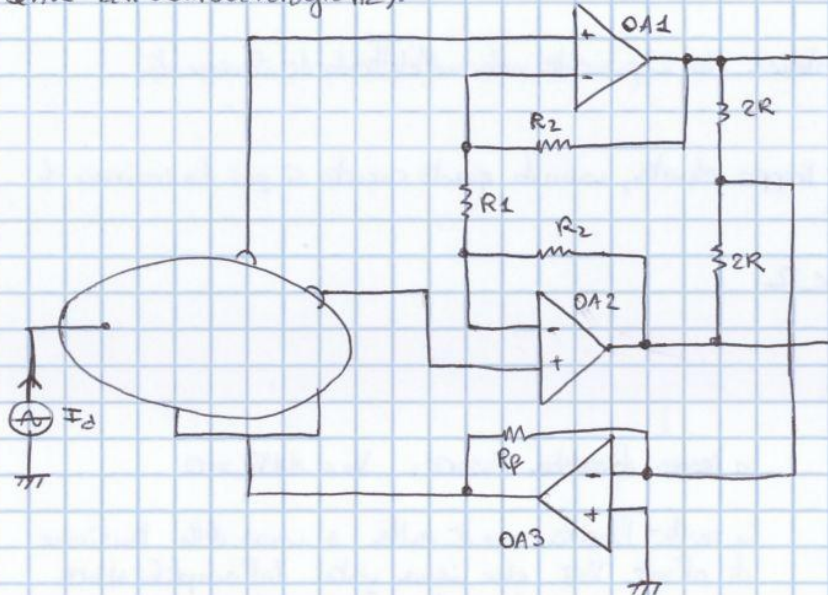 OA1
+
-
2R
R2
R1
R2
2R
OA2
-
+
Id
Rf
-
+
OA3